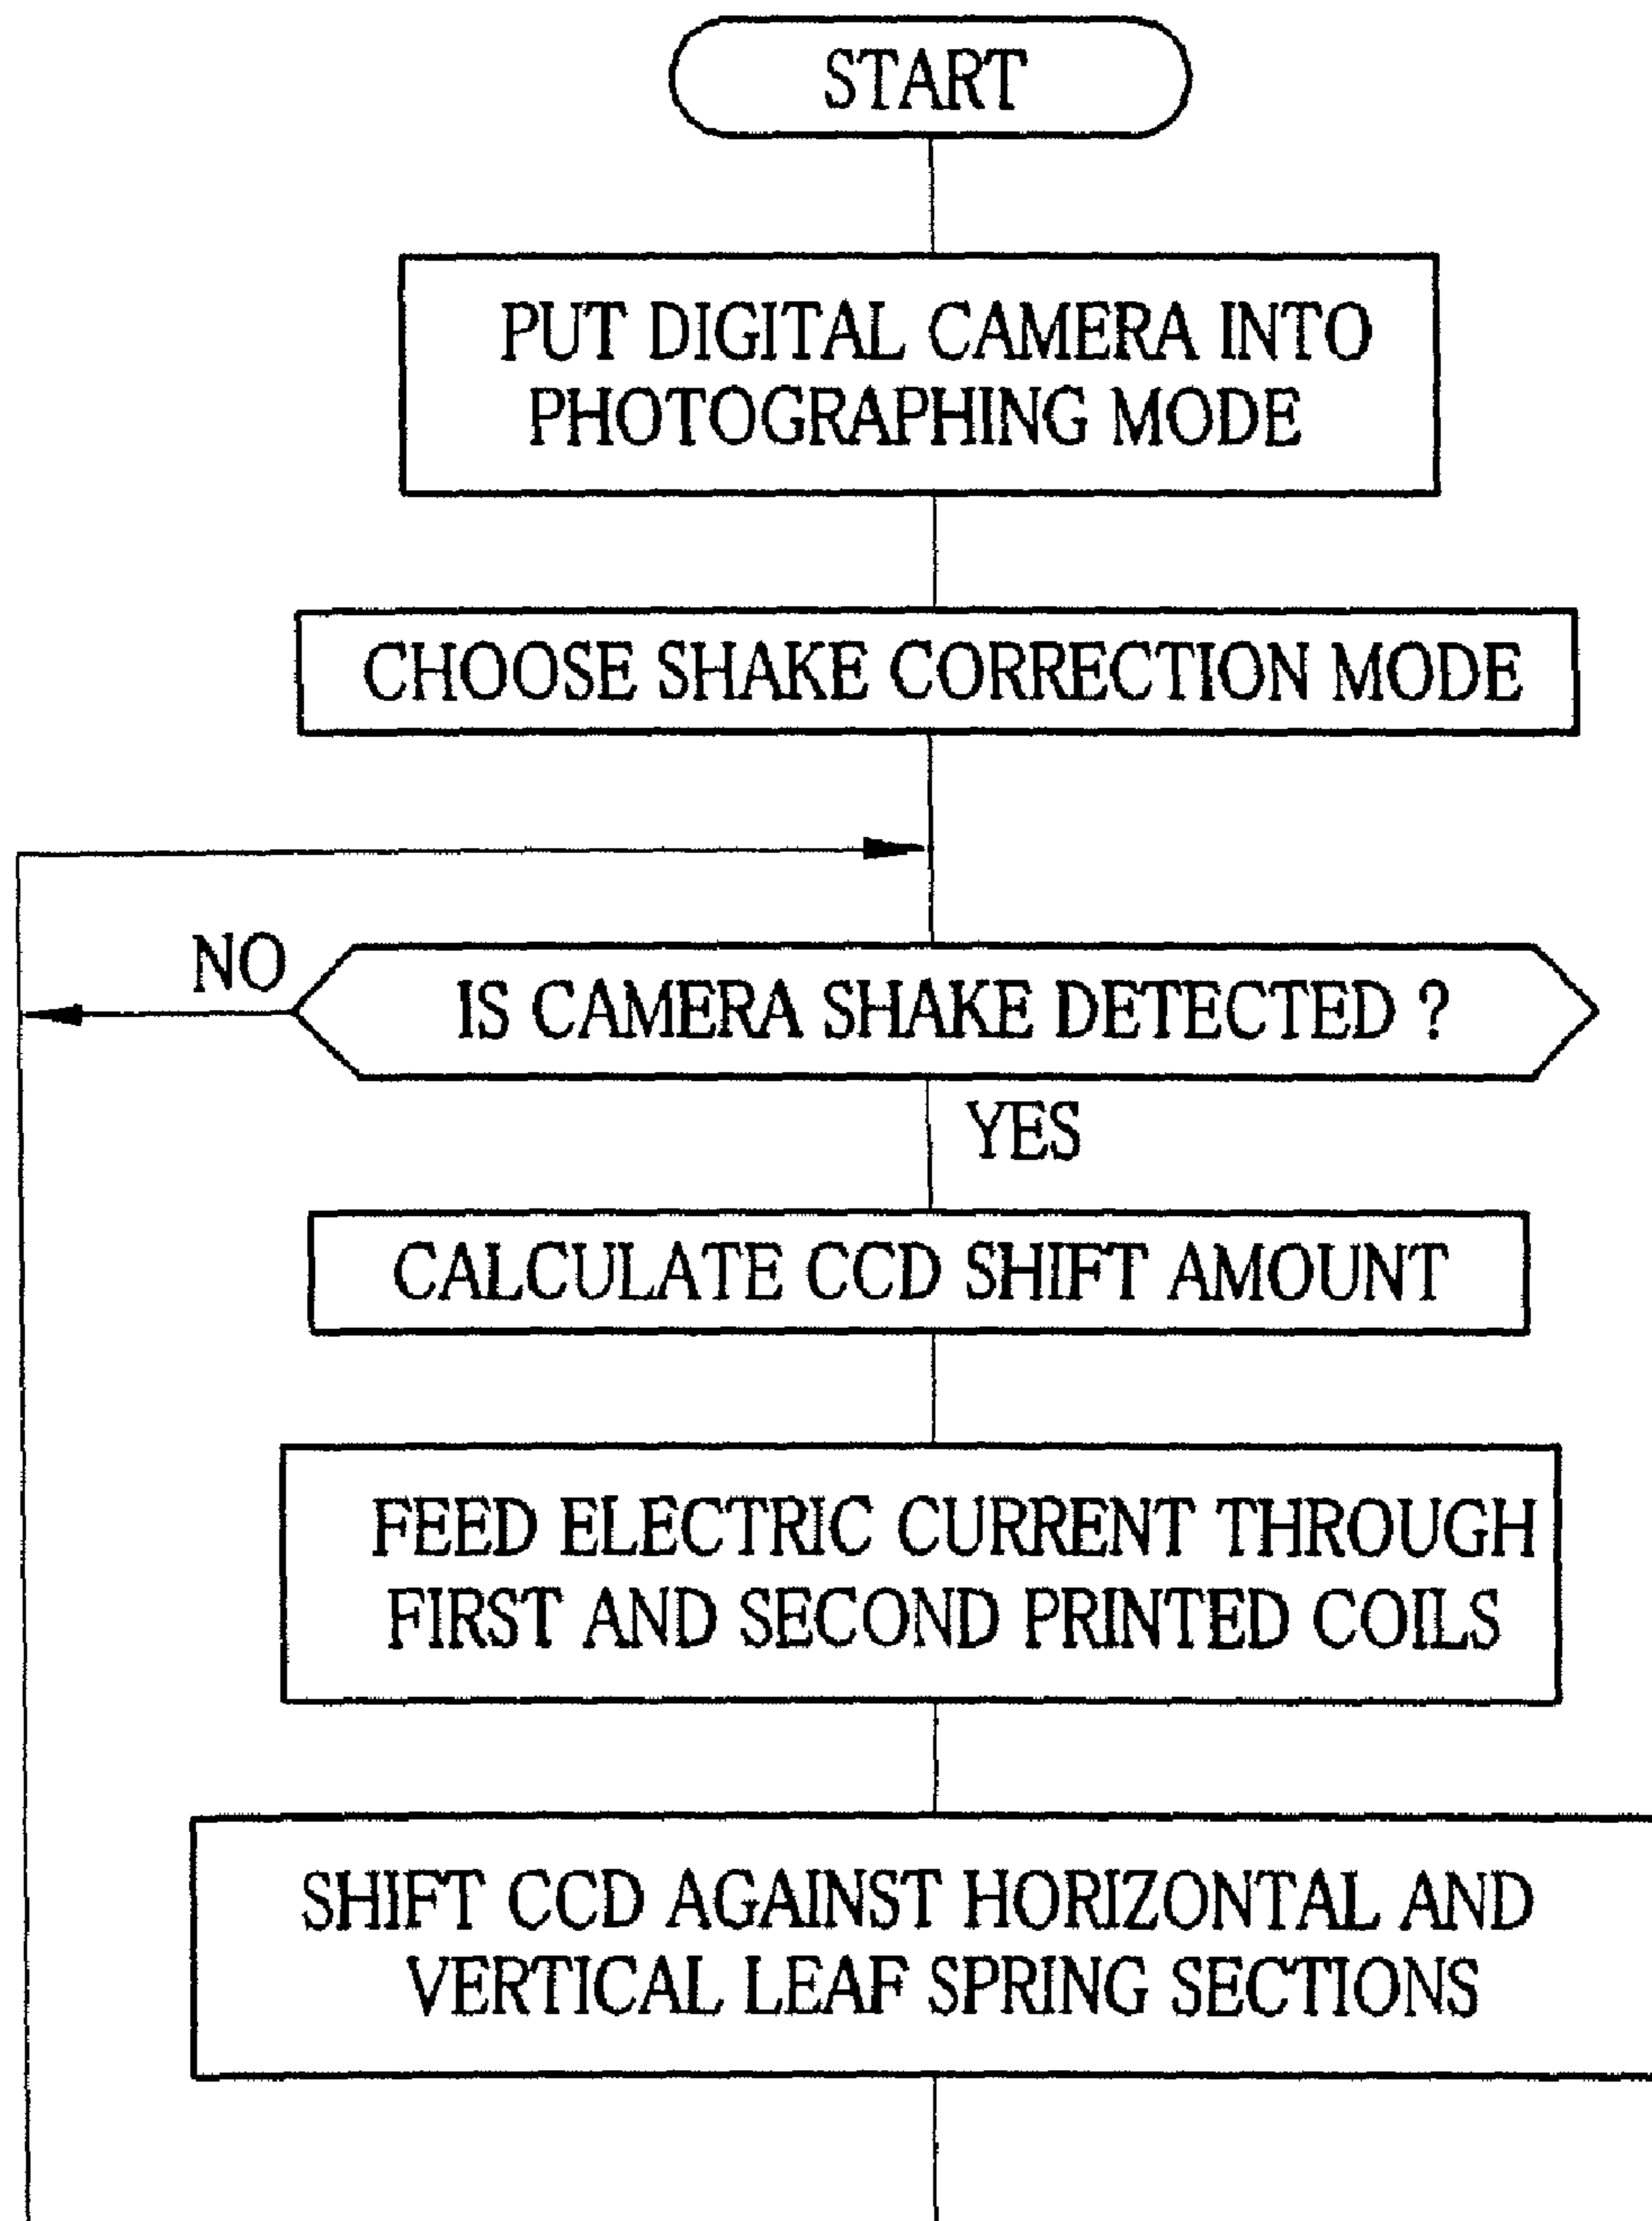 START
PUT DIGITAL CAMERA INTO
PHOTOGRAPHING MODE
CHOOSE SHAKE CORRECTION MODE
NO
IS CAMERA SHAKE DETECTED ?
YES
CALCULATE CCD SHIFT AMOUNT
FEED ELECTRIC CURRENT THROUGH
FIRST AND SECOND PRINTED COILS
SHIFT CCD AGAINST HORIZONTAL AND
VERTICAL LEAF SPRING SECTIONS